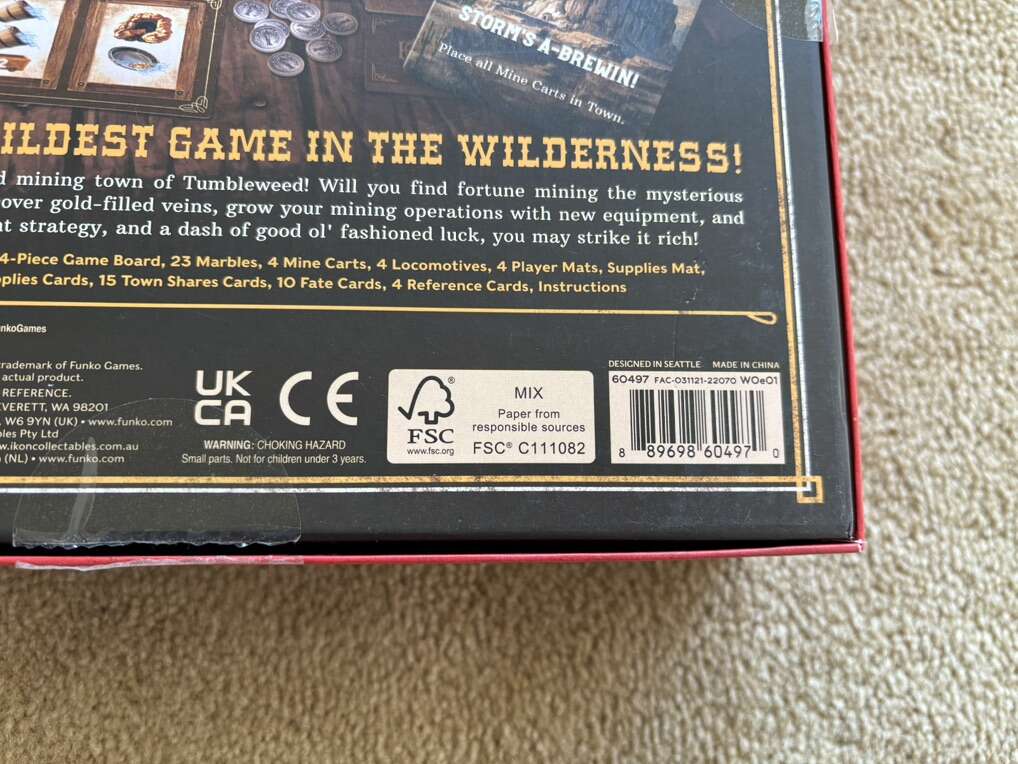 2
STORM'S A-BREWIN!
Place all Mine Carts in Town.
ILDEST GAME IN THE WILDERNESS!
d mining town of Tumbleweed! Will you find fortune mining the mysterious
over gold-filled veins, grow your mining operations with new equipment, and
nt strategy, and a dash of good ol' fashioned luck, you may strike it rich!
4-Piece Game Board, 23 Marbles, 4 Mine Carts, 4 Locomotives, 4 Player Mats, Supplies Mat,
plies Cards, 15 Town Shares Cards, 10 Fate Cards, 4 Reference Cards, Instructions
nkoGames
trademark of Funko Games.
actual product.
REFERENCE.
EVERETT, WA 98201
W6 9YN (UK) • www.funko.com
bles Pty Ltd
w.ikoncollectables.com.au
(NL) • www.funko.com
UK
CA
CE
WARNING: CHOKING HAZARD
Small parts. Not for children under 3 years.
®
FSC
www.fsc.org
MIX
Paper from
responsible sources
FSC® C111082
DESIGNED IN SEATTLE MADE IN CHINA
60497 FAC-031121-22070 WOeO1
8 89698 60497 0